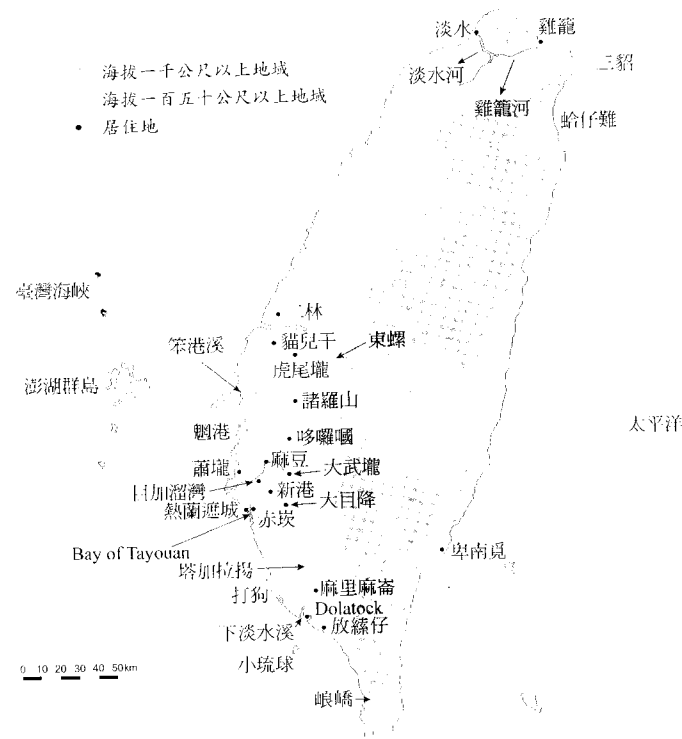 淡水
雞籠
三貂
海拔一千公尺以上地域
淡水河
海拔一百五十公尺以上地域
雞籠河
蛤仔難
居住地
臺灣海峽
二林
笨港溪
貓兒干
東螺
虎尾壠
澎湖群島
諸羅山
太平洋
魍港
哆囉嘓
麻豆
蕭壠
大武壠
目加溜灣
新港
大目降
熱蘭遮城
赤崁
Bay of Tayouan
卑南覓
塔加拉揚
麻里麻崙
打狗
Dolatock
下淡水溪
放縤仔
小琉球
0 10 20 30 40 50km
崀嶠